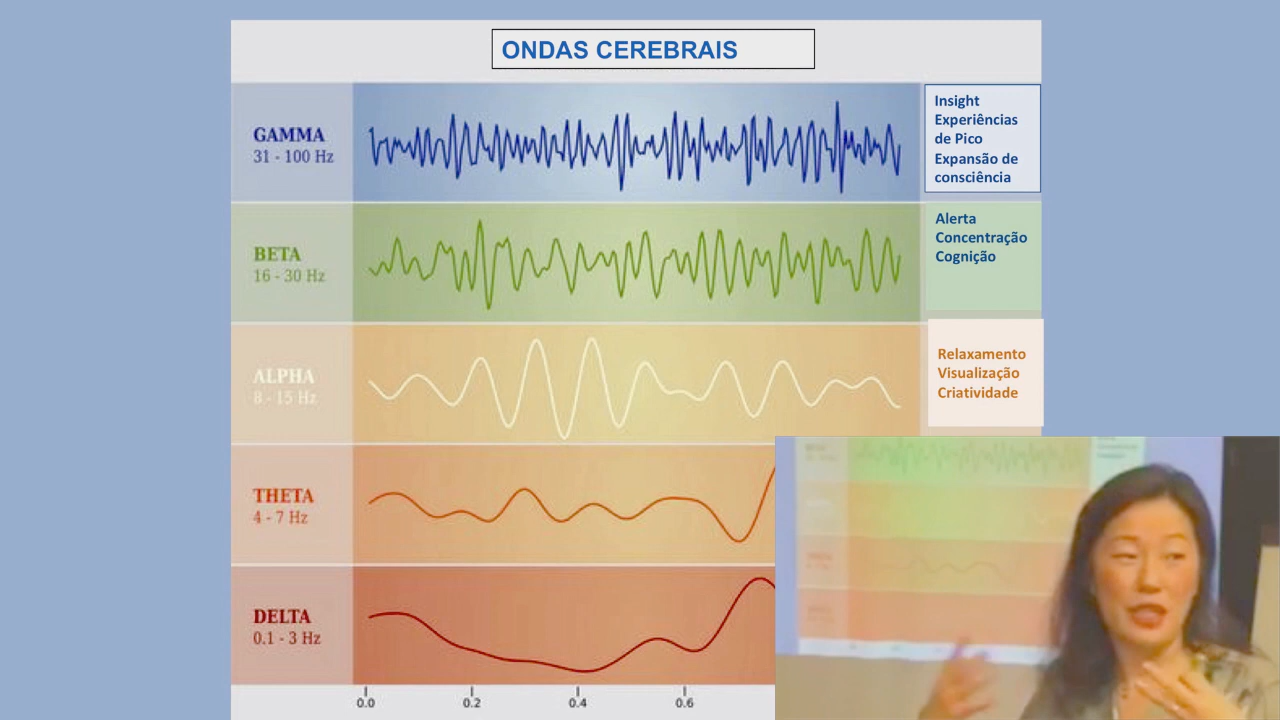 ONDAS CEREBRAIS
GAMMA
31 - 100 Hz
Insight
Experiências
de Pico
Expansão de
consciência
BETA
16 - 30 Hz
Alerta
Concentração
Cognição
ALPHA
8 - 15 Hz
Relaxamento
Visualização
Criatividade
THETA
4 - 7 Hz
DELTA
0.1 - 3 Hz
0.0 0.2 0.4 0.6